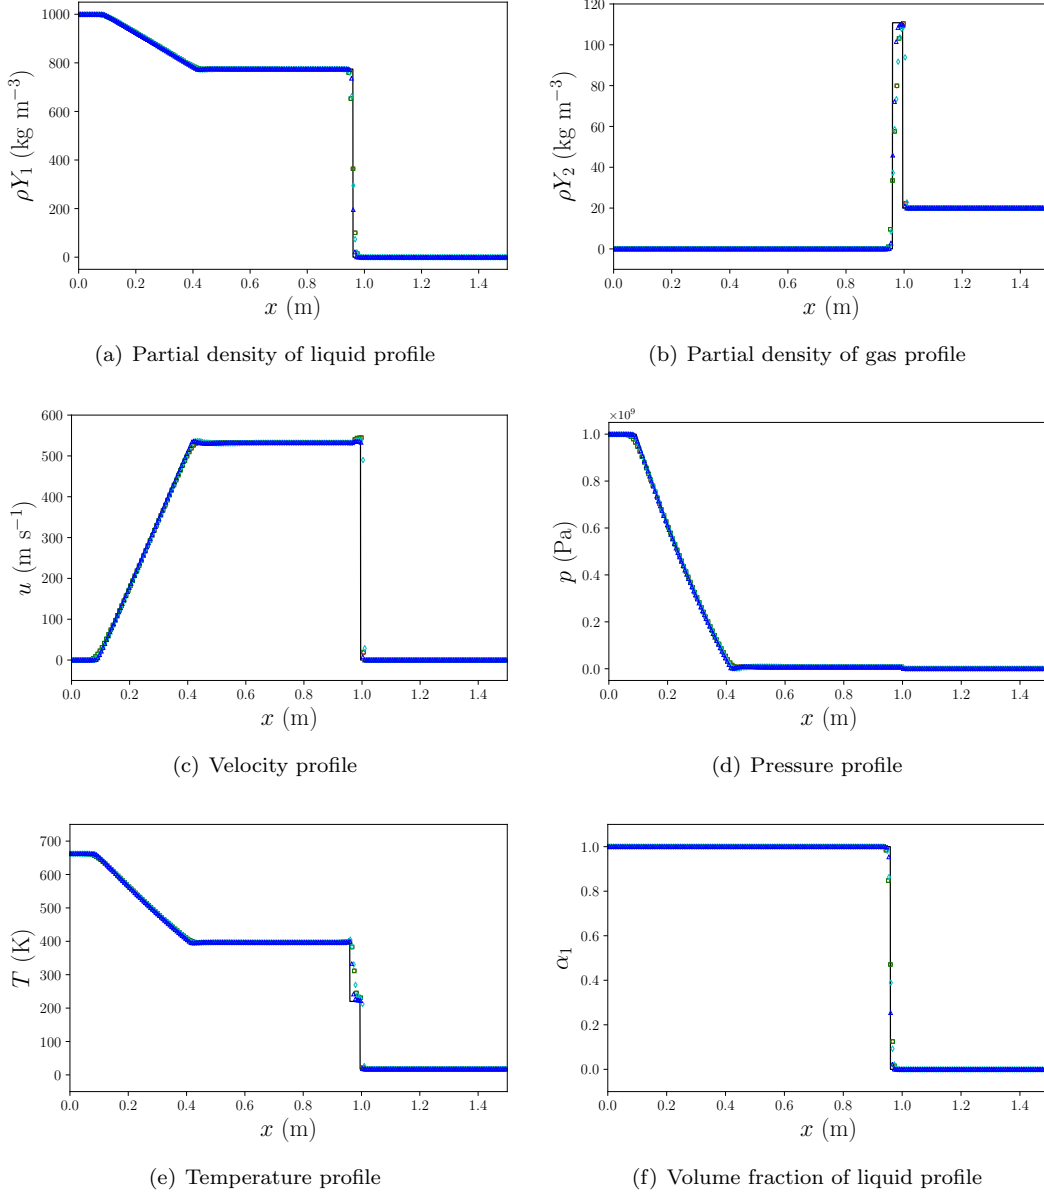 1000
800
600
400
200
0
ρY₁ (kg m⁻³)
0.0 0.2 0.4 0.6 0.8 1.0 1.2 1.4
x (m)
(a) Partial density of liquid profile
120
100
80
60
40
20
0
ρY₂ (kg m⁻³)
0.0 0.2 0.4 0.6 0.8 1.0 1.2 1.4
x (m)
(b) Partial density of gas profile
600
500
400
300
200
100
0
u (m s⁻¹)
0.0 0.2 0.4 0.6 0.8 1.0 1.2 1.4
x (m)
(c) Velocity profile
×10⁹
1.0
0.8
0.6
0.4
0.2
0.0
p (Pa)
0.0 0.2 0.4 0.6 0.8 1.0 1.2 1.4
x (m)
(d) Pressure profile
700
600
500
400
300
200
100
0
T (K)
0.0 0.2 0.4 0.6 0.8 1.0 1.2 1.4
x (m)
(e) Temperature profile
1.0
0.8
0.6
0.4
0.2
0.0
α₁
0.0 0.2 0.4 0.6 0.8 1.0 1.2 1.4
x (m)
(f) Volume fraction of liquid profile